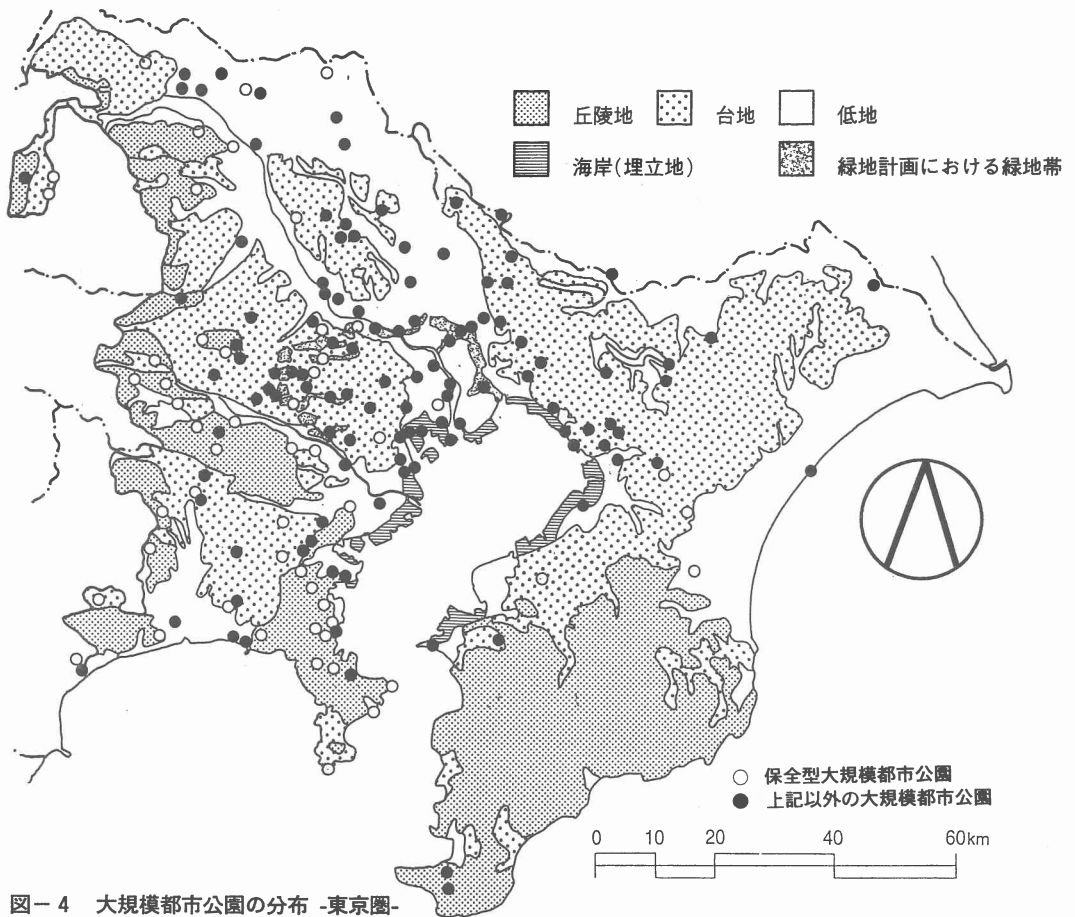 丘陵地 台地 低地
海岸(埋立地) 緑地計画における緑地帯
○ 保全型大規模都市公園
● 上記以外の大規模都市公園
0 10 20 40 60km
図-4 大規模都市公園の分布 -東京圏-